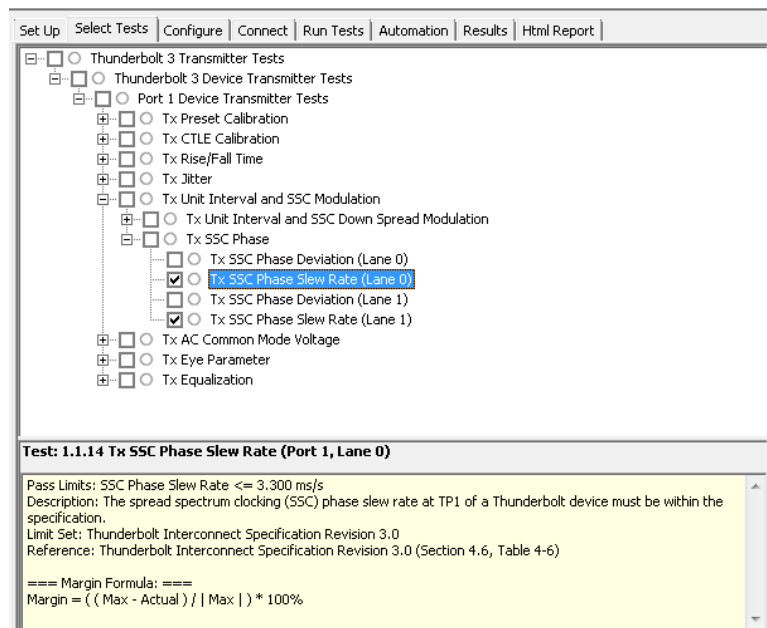 Set Up Select Tests Configure Connect Run Tests Automation Results Html Report
Thunderbolt 3 Transmitter Tests
Thunderbolt 3 Device Transmitter Tests
Port 1 Device Transmitter Tests
Tx Preset Calibration
Tx CTLE Calibration
Tx Rise/Fall Time
Tx Jitter
Tx Unit Interval and SSC Modulation
Tx Unit Interval and SSC Down Spread Modulation
Tx SSC Phase
Tx SSC Phase Deviation (Lane 0)
Tx SSC Phase Slew Rate (Lane 0)
Tx SSC Phase Deviation (Lane 1)
Tx SSC Phase Slew Rate (Lane 1)
Tx AC Common Mode Voltage
Tx Eye Parameter
Tx Equalization
Test: 1.1.14 Tx SSC Phase Slew Rate (Port 1, Lane 0)
Pass Limits: SSC Phase Slew Rate <= 3.300 ms/s
Description: The spread spectrum clocking (SSC) phase slew rate at TP1 of a Thunderbolt device must be within the
specification.
Limit Set: Thunderbolt Interconnect Specification Revision 3.0
Reference: Thunderbolt Interconnect Specification Revision 3.0 (Section 4.6, Table 4-6)
=== Margin Formula: ===
Margin = ( ( Max - Actual ) / | Max | ) * 100%